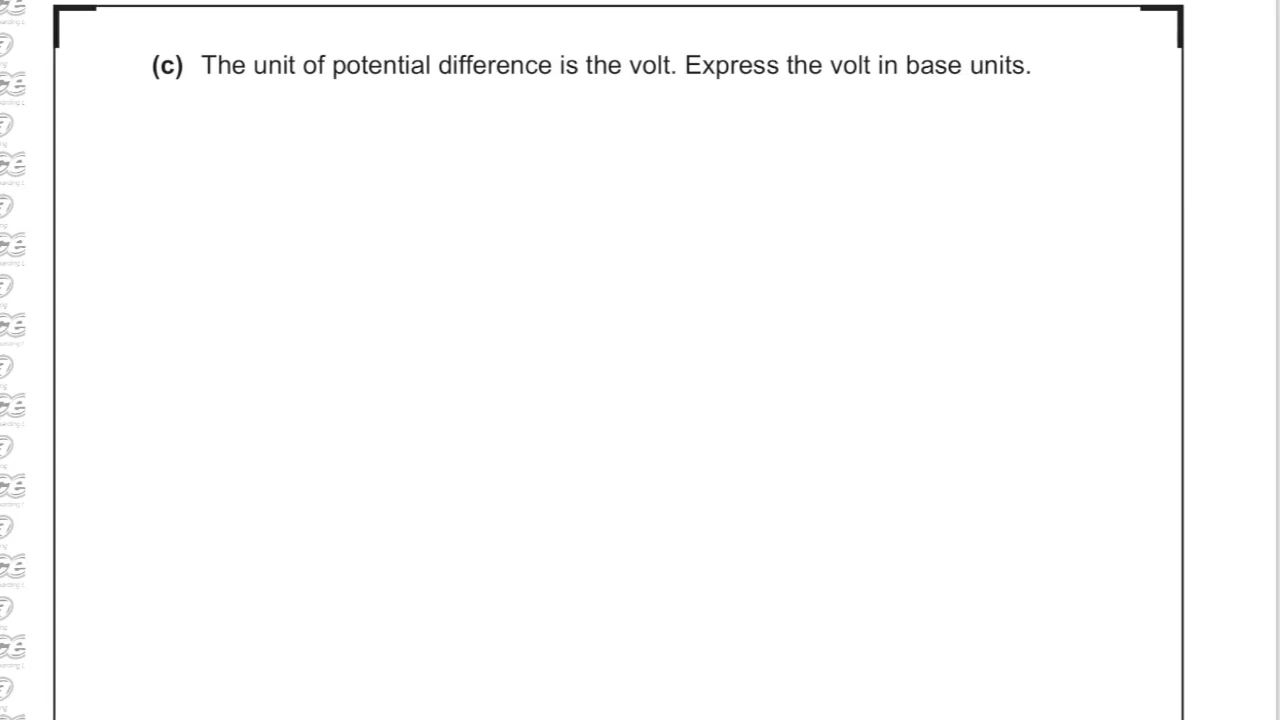 (c) The unit of potential difference is the volt. Express the volt in base units.